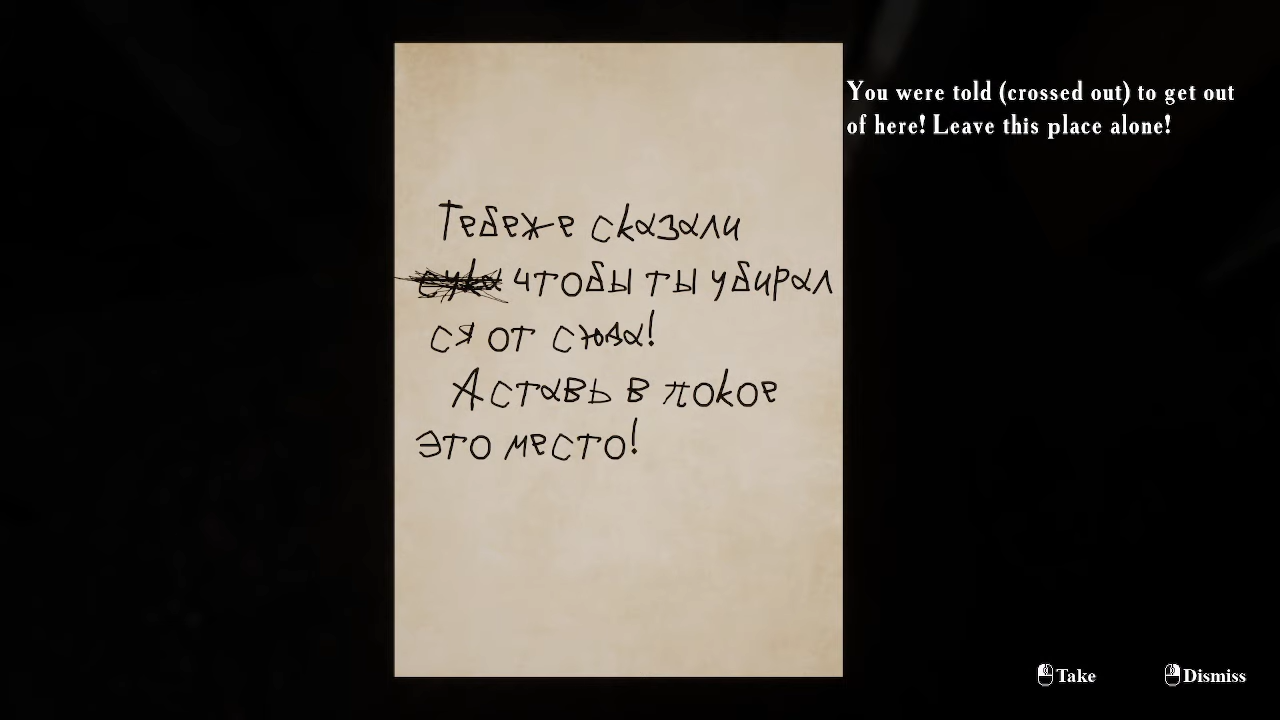 You were told (crossed out) to get out
of here! Leave this place alone!
Тебеже сказали
сука чтобы ты убирал
ся от сюда!
Аставь в покое
это место!
Take
Dismiss